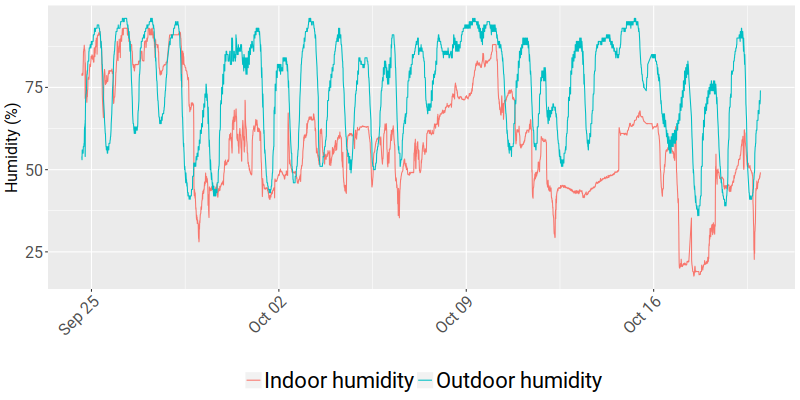 Humidity (%)
75
50
25
Sep 25
Oct 02
Oct 09
Oct 16
Indoor humidity
Outdoor humidity